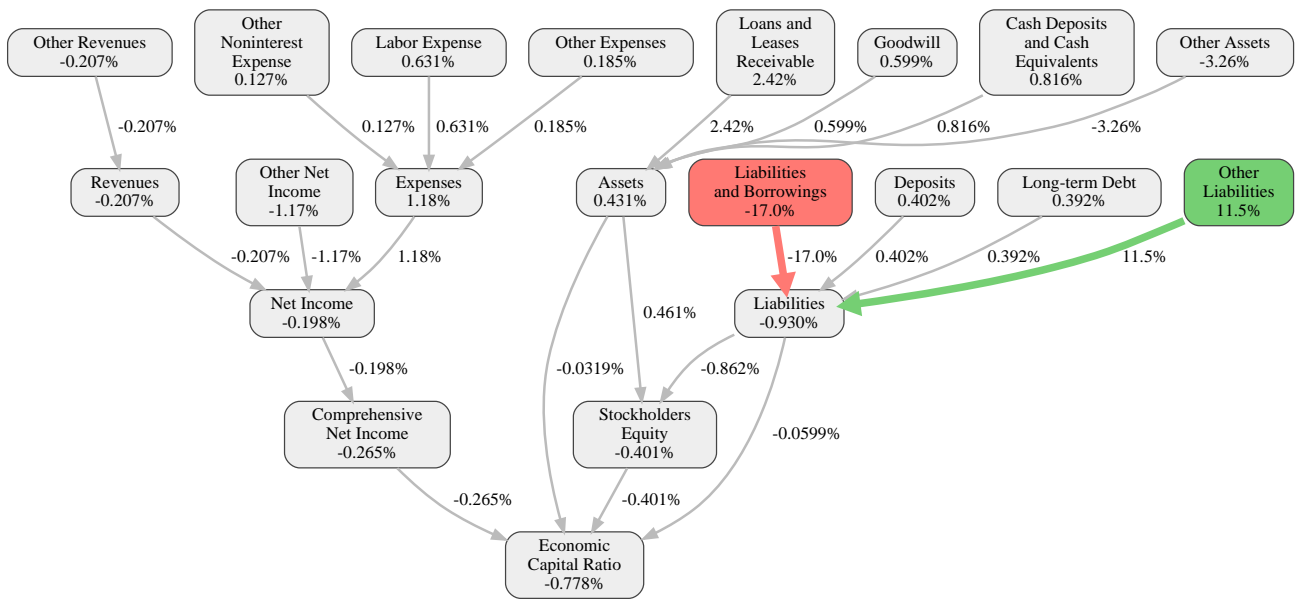 Other Revenues
-0.207%
Other
Noninterest
Expense
0.127%
Labor Expense
0.631%
Other Expenses
0.185%
Loans and
Leases
Receivable
2.42%
Goodwill
0.599%
Cash Deposits
and Cash
Equivalents
0.816%
Other Assets
-3.26%
-0.207%
0.127%
0.631%
0.185%
2.42%
0.599%
0.816%
-3.26%
Revenues
-0.207%
Other Net
Income
-1.17%
Expenses
1.18%
Assets
0.431%
Liabilities
and Borrowings
-17.0%
Deposits
0.402%
Long-term Debt
0.392%
Other
Liabilities
11.5%
-0.207%
-1.17%
1.18%
-17.0%
0.402%
0.392%
11.5%
Net Income
-0.198%
0.461%
Liabilities
-0.930%
-0.198%
-0.0319%
-0.862%
Comprehensive
Net Income
-0.265%
Stockholders
Equity
-0.401%
-0.0599%
-0.265%
-0.401%
Economic
Capital Ratio
-0.778%